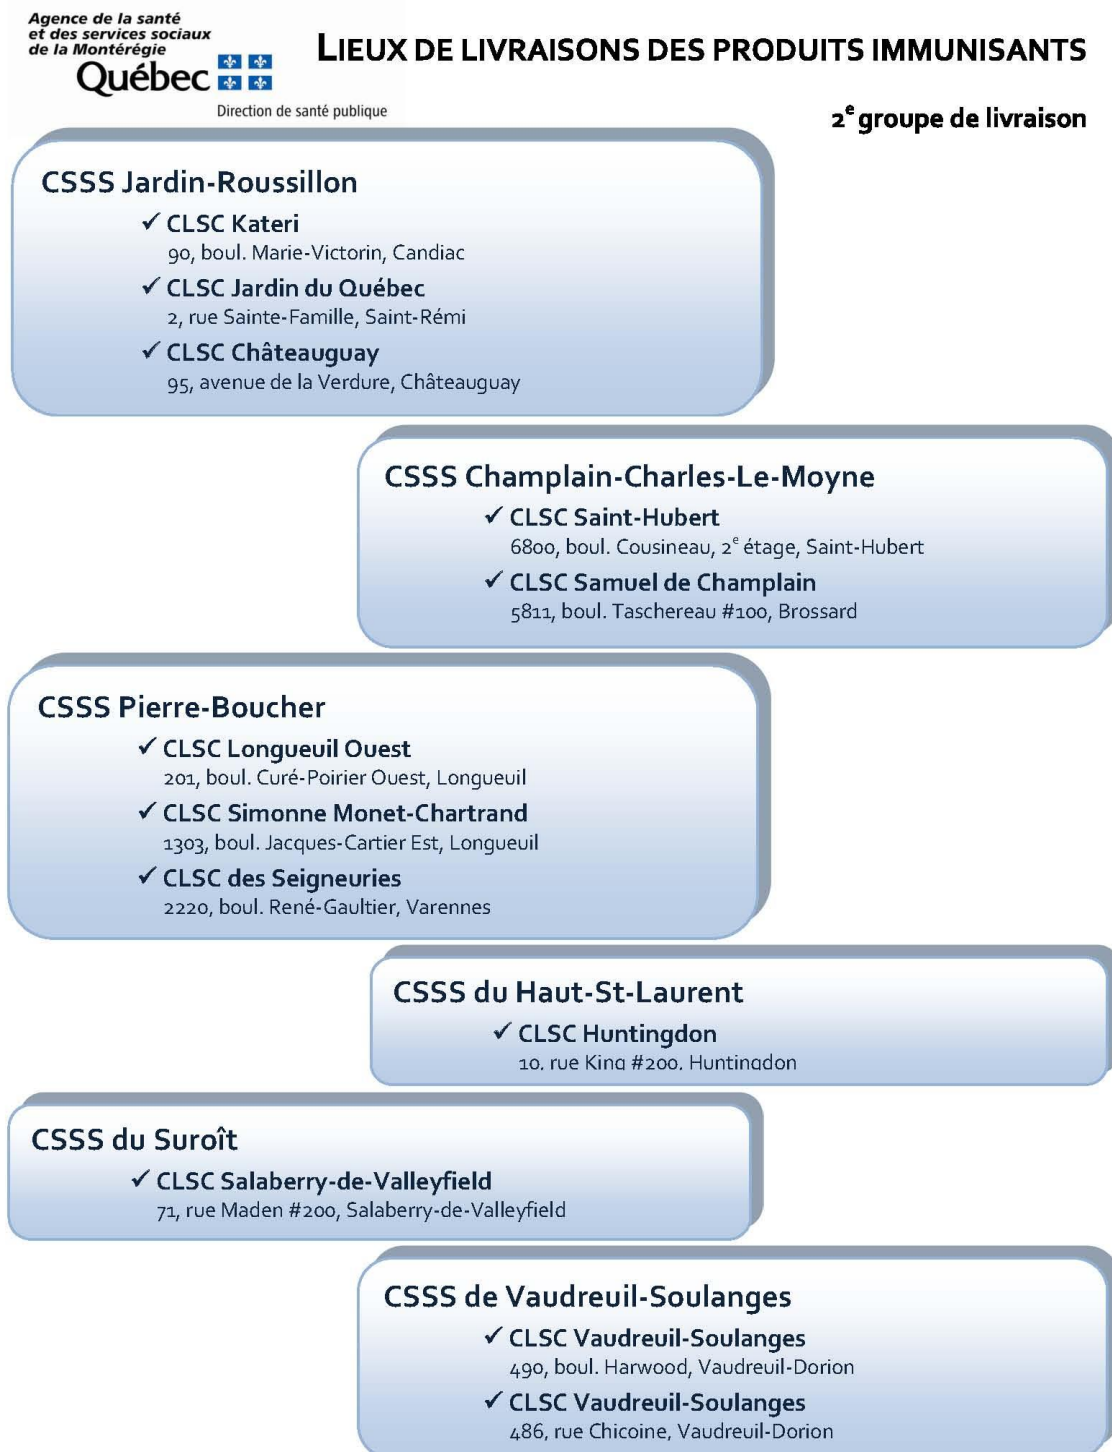 Agence de la santé
et des services sociaux
de la Montérégie
Québec
Direction de santé publique
LIEUX DE LIVRAISONS DES PRODUITS IMMUNISANTS
2e groupe de livraison
CSSS Jardin-Roussillon
✓ CLSC Kateri
90, boul. Marie-Victorin, Candiac
✓ CLSC Jardin du Québec
2, rue Sainte-Famille, Saint-Rémi
✓ CLSC Châteauguay
95, avenue de la Verdure, Châteauguay
CSSS Champlain-Charles-Le-Moyne
✓ CLSC Saint-Hubert
6800, boul. Cousineau, 2e étage, Saint-Hubert
✓ CLSC Samuel de Champlain
5811, boul. Taschereau #100, Brossard
CSSS Pierre-Boucher
✓ CLSC Longueuil Ouest
201, boul. Curé-Poirier Ouest, Longueuil
✓ CLSC Simonne Monet-Chartrand
1303, boul. Jacques-Cartier Est, Longueuil
✓ CLSC des Seigneuries
2220, boul. René-Gaultier, Varennes
CSSS du Haut-St-Laurent
✓ CLSC Huntingdon
10, rue King #200, Huntingdon
CSSS du Suroît
✓ CLSC Salaberry-de-Valleyfield
71, rue Maden #200, Salaberry-de-Valleyfield
CSSS de Vaudreuil-Soulanges
✓ CLSC Vaudreuil-Soulanges
490, boul. Harwood, Vaudreuil-Dorion
✓ CLSC Vaudreuil-Soulanges
486, rue Chicoine, Vaudreuil-Dorion